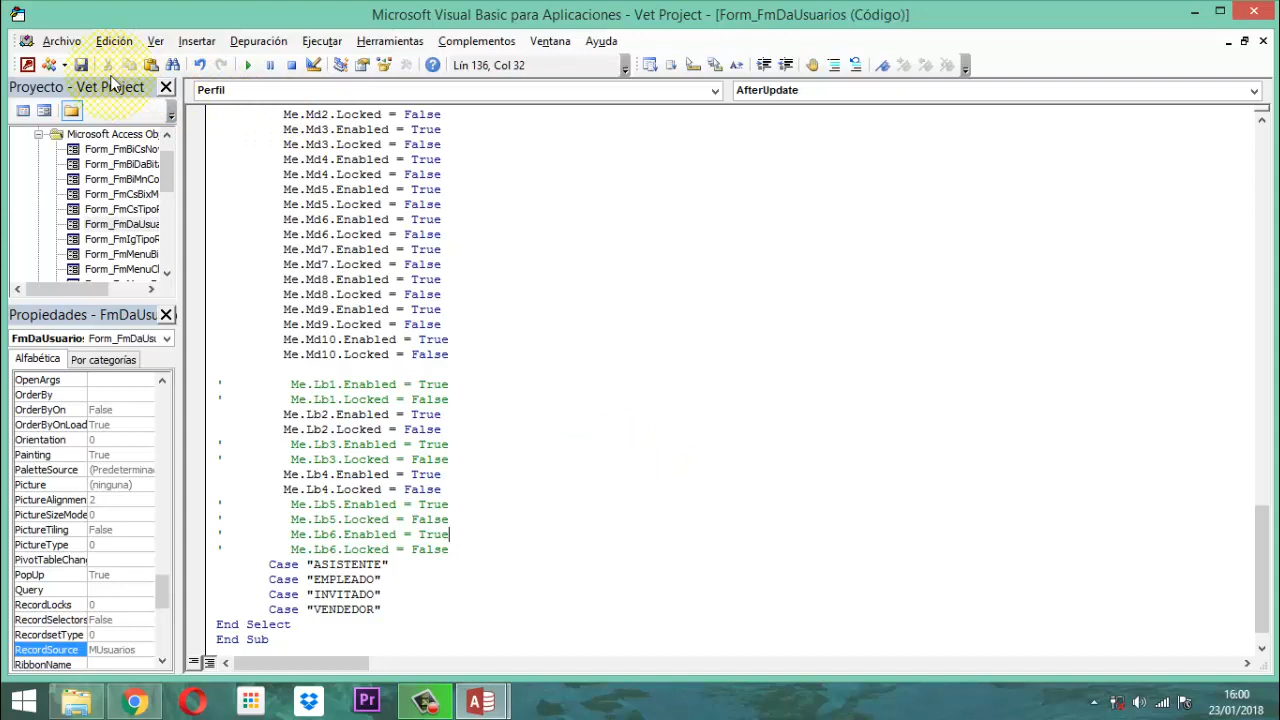 Microsoft Visual Basic para Aplicaciones - Vet Project - [Form_FmDaUsuarios (Código)]
Archivo Edición Ver Insertar Depuración Ejecutar Herramientas Complementos Ventana Ayuda
Lín 136, Col 32
Proyecto - Vet Project
Perfil
AfterUpdate
Microsoft Access Obj
Form_FmBiCsNo
Form_FmBiDaBit
Form_FmBiMnCo
Form_FmCsBixM
Form_FmCsTipoF
Form_FmDaUsua
Form_FmIgTipoR
Form_FmMenuBi
Form_FmMenuCl
Propiedades - FmDaUsu
FmDaUsuario: Form_FmDaUsu
Alfabética Por categorías
OpenArgs
OrderBy
OrderByOn False
OrderByOnLoad True
Orientation 0
Painting True
PaletteSource (Predetermina
Picture (ninguna)
PictureAlignmen 2
PictureSizeMode 0
PictureTiling False
PictureType 0
PivotTableChang
PopUp True
Query
RecordLocks 0
RecordSelectors False
RecordsetType 0
RecordSource MUsuarios
RibbonName
Me.Md2.Locked = False
Me.Md3.Enabled = True
Me.Md3.Locked = False
Me.Md4.Enabled = True
Me.Md4.Locked = False
Me.Md5.Enabled = True
Me.Md5.Locked = False
Me.Md6.Enabled = True
Me.Md6.Locked = False
Me.Md7.Enabled = True
Me.Md7.Locked = False
Me.Md8.Enabled = True
Me.Md8.Locked = False
Me.Md9.Enabled = True
Me.Md9.Locked = False
Me.Md10.Enabled = True
Me.Md10.Locked = False
' Me.Lb1.Enabled = True
' Me.Lb1.Locked = False
Me.Lb2.Enabled = True
Me.Lb2.Locked = False
' Me.Lb3.Enabled = True
' Me.Lb3.Locked = False
Me.Lb4.Enabled = True
Me.Lb4.Locked = False
' Me.Lb5.Enabled = True
' Me.Lb5.Locked = False
' Me.Lb6.Enabled = True
' Me.Lb6.Locked = False
Case "ASISTENTE"
Case "EMPLEADO"
Case "INVITADO"
Case "VENDEDOR"
End Select
End Sub
Pr
16:00
23/01/2018